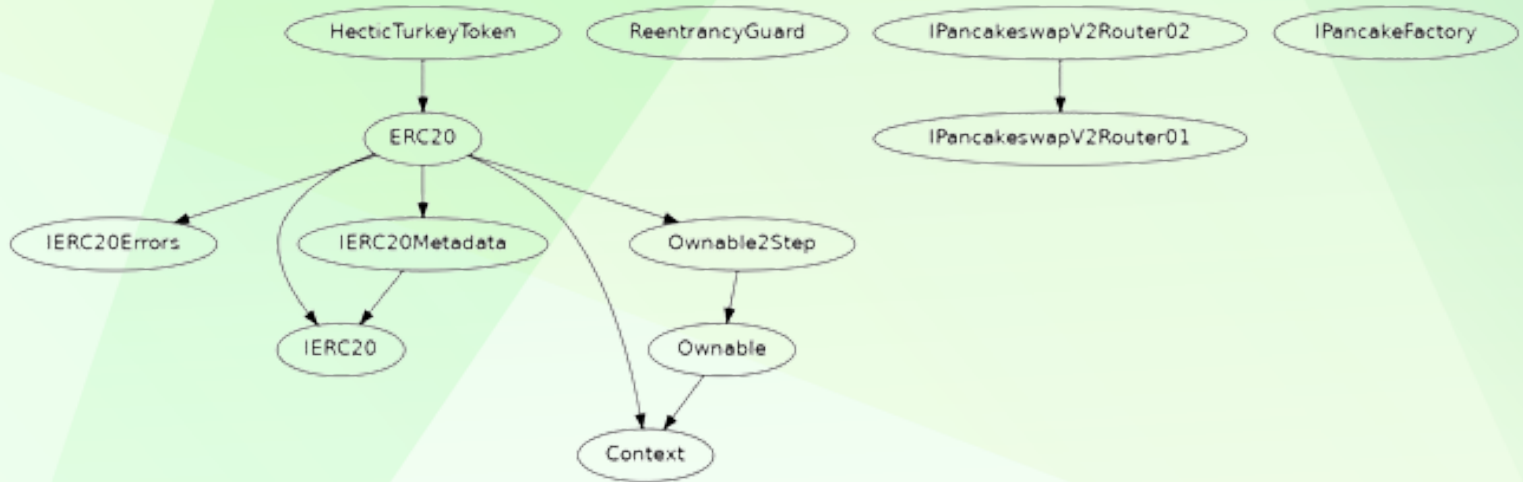 HecticTurkeyToken
ReentrancyGuard
IPancakeswapV2Router02
IPancakeFactory
ERC20
IPancakeswapV2Router01
IERC20Errors
IERC20Metadata
Ownable2Step
IERC20
Ownable
Context